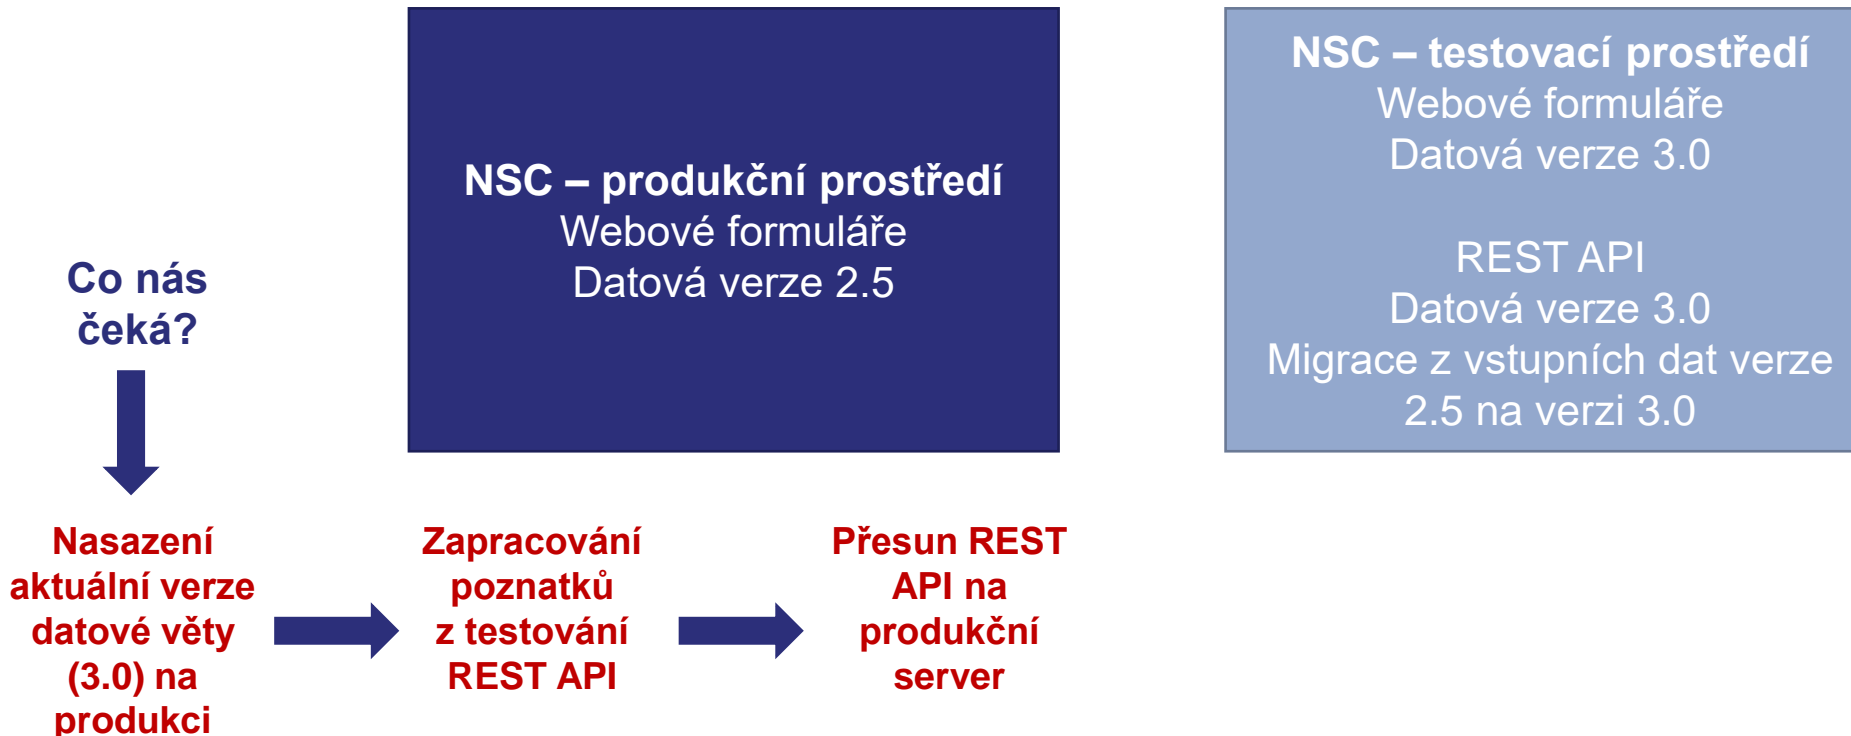 NSC – produkční prostředí
Webové formuláře
Datová verze 2.5
NSC – testovací prostředí
Webové formuláře
Datová verze 3.0
REST API
Datová verze 3.0
Migrace z vstupních dat verze
2.5 na verzi 3.0
Co nás
čeká?
Nasazení
aktuální verze
datové věty
(3.0) na
produkci
Zapracování
poznatků
z testování
REST API
Přesun REST
API na
produkční
server